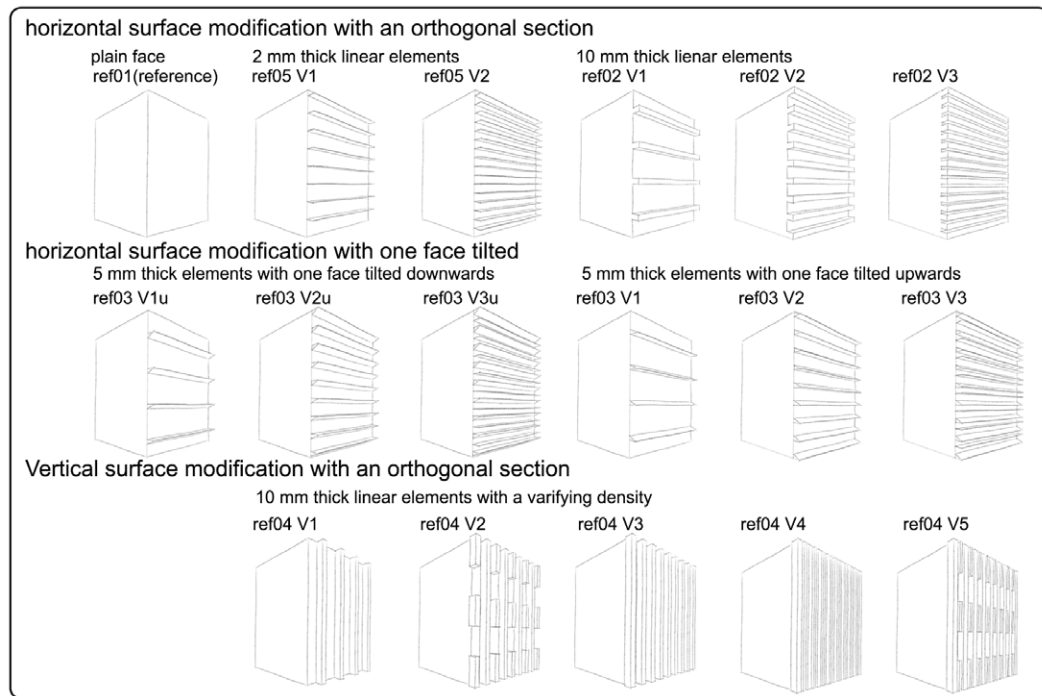 horizontal surface modification with an orthogonal section
plain face
2 mm thick linear elements
10 mm thick lienar elements
ref01(reference)
ref05 V1
ref05 V2
ref02 V1
ref02 V2
ref02 V3
horizontal surface modification with one face tilted
5 mm thick elements with one face tilted downwards
5 mm thick elements with one face tilted upwards
ref03 V1u
ref03 V2u
ref03 V3u
ref03 V1
ref03 V2
ref03 V3
Vertical surface modification with an orthogonal section
10 mm thick linear elements with a varifying density
ref04 V1
ref04 V2
ref04 V3
ref04 V4
ref04 V5